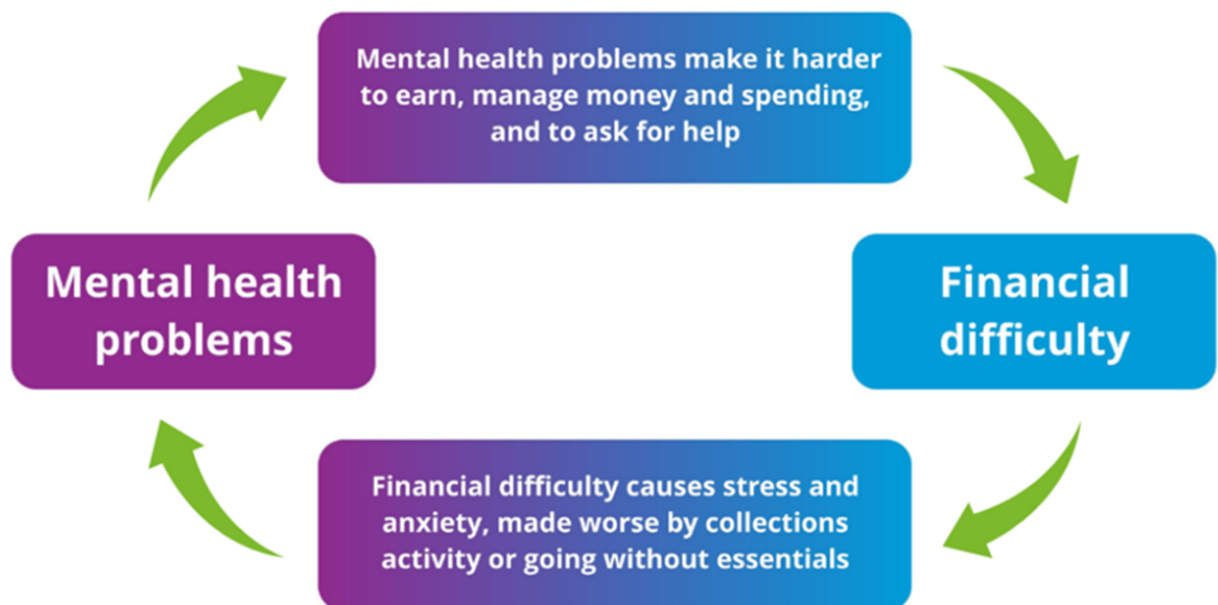 Mental health problems make it harder
to earn, manage money and spending,
and to ask for help
Mental health
problems
Financial
difficulty
Financial difficulty causes stress and
anxiety, made worse by collections
activity or going without essentials